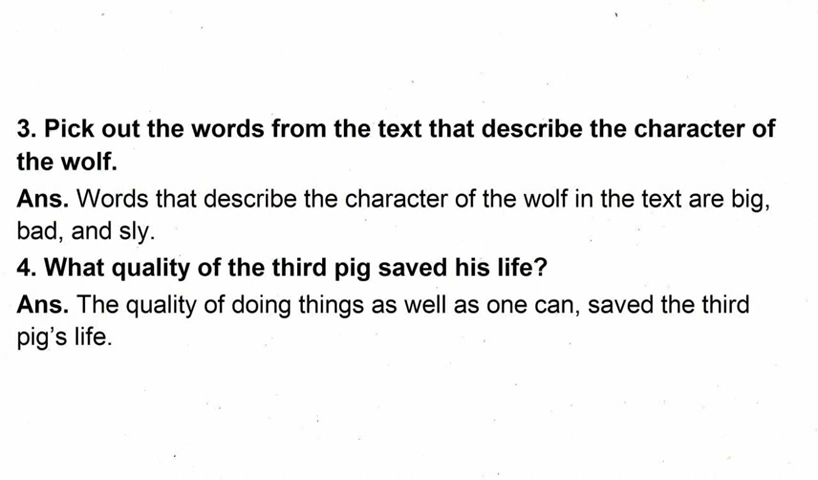 3. Pick out the words from the text that describe the character of
the wolf.
Ans. Words that describe the character of the wolf in the text are big,
bad, and sly.
4. What quality of the third pig saved his life?
Ans. The quality of doing things as well as one can, saved the third
pig's life.